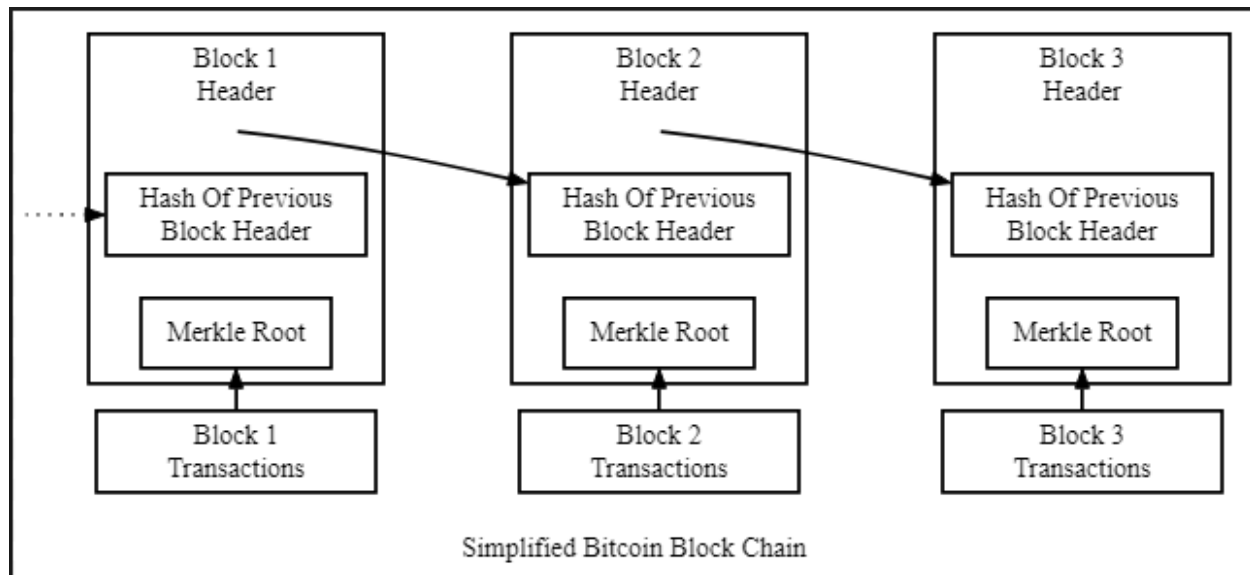 Block 1
Header
Block 2
Header
Block 3
Header
Hash Of Previous
Block Header
Hash Of Previous
Block Header
Hash Of Previous
Block Header
Merkle Root
Merkle Root
Merkle Root
Block 1
Transactions
Block 2
Transactions
Block 3
Transactions
Simplified Bitcoin Block Chain